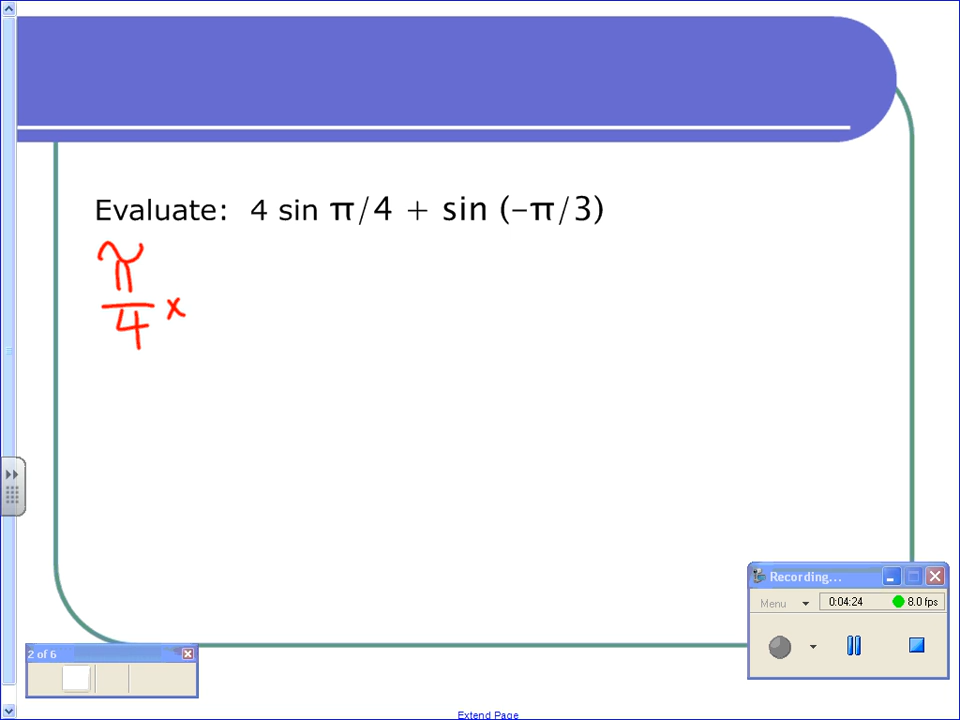 Evaluate: 4 sin π/4 + sin (–π/3)
π
4 x
Recording...
Menu 0:04:24 8.0 fps
2 of 6
Extend Page